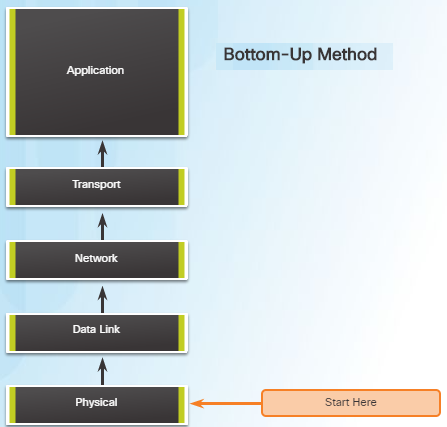 Application
Bottom-Up Method
Transport
Network
Data Link
Physical
Start Here